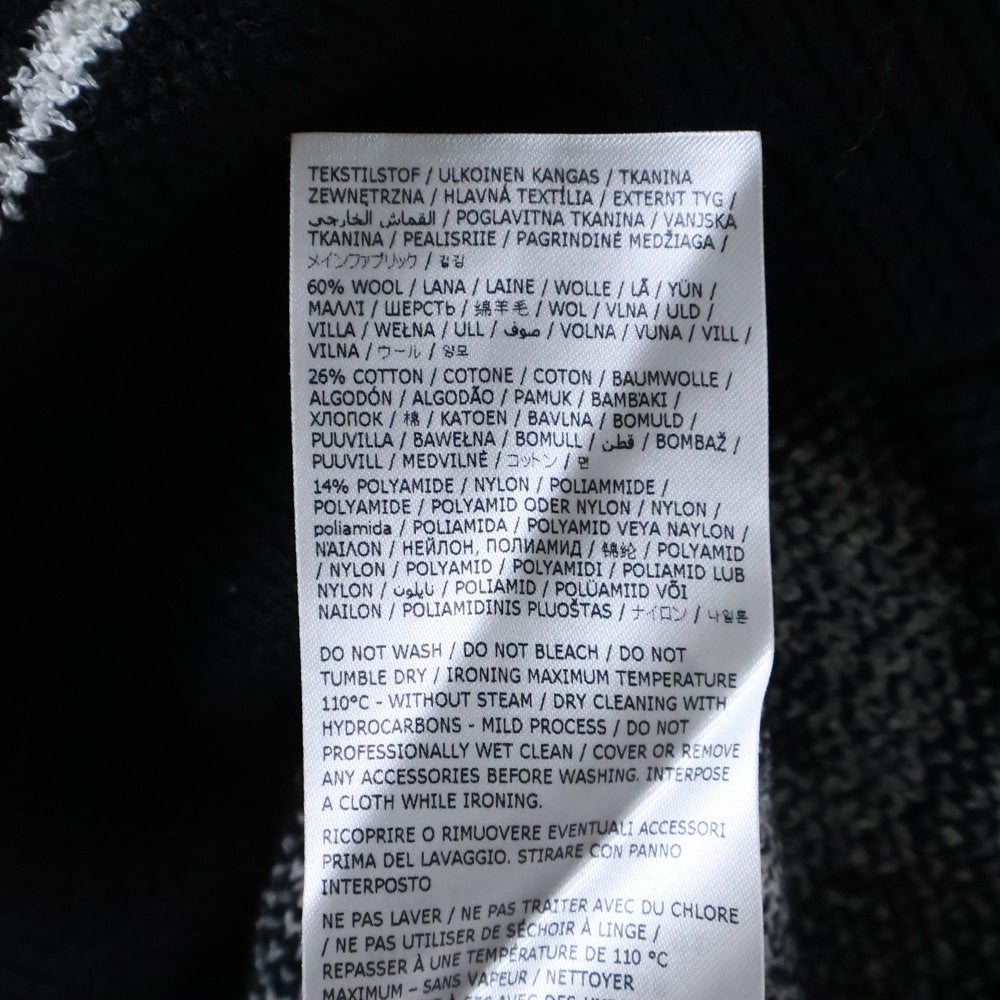 TEKSTILSTOF / ULKOINEN KANGAS / TKANINA
ZEWNĘTRZNA / HLAVNÁ TEXTÍLIA / EXTERNT TYG /
القماش الخارجي / POGLAVITNA TKANINA / VANJSKA
TKANINA / PEALISRIIE / PAGRINDINĖ MEDŽIAGA /
メインファブリック / 겉감
60% WOOL / LANA / LAINE / WOLLE / LÃ / YÜN /
ΜΑΛΛΪ / ШЕРСТЬ / 绵羊毛 / WOL / VLNA / ULD /
VILLA / WEŁNA / ULL / صوف / VOLNA / VUNA / VILL /
VILNA / ウール / 양모
26% COTTON / COTONE / COTON / BAUMWOLLE /
ALGODÓN / ALGODÃO / PAMUK / ΒΑΜΒΆΚΙ /
ХЛОПОК / 棉 / KATOEN / BAVLNA / BOMULD /
PUUVILLA / BAWEŁNA / BOMULL / قطن / BOMBAŽ /
PUUVILL / MEDVILNĖ / コットン / 면
14% POLYAMIDE / NYLON / POLIAMMIDE /
POLYAMIDE / POLYAMID ODER NYLON / NYLON /
poliamida / POLIAMIDA / POLYAMID VEYA NAYLON /
ΝΆΙΛΟΝ / НЕЙЛОН, ПОЛИАМИД / 锦纶 / POLYAMID
/ NYLON / POLYAMID / POLYAMIDI / POLIAMID LUB
NYLON / نايلون / POLIAMID / POLÜAMIID VÕI
NAILON / POLIAMIDINIS PLUOŠTAS / ナイロン / 나일론
DO NOT WASH / DO NOT BLEACH / DO NOT
TUMBLE DRY / IRONING MAXIMUM TEMPERATURE
110°C - WITHOUT STEAM / DRY CLEANING WITH
HYDROCARBONS - MILD PROCESS / DO NOT
PROFESSIONALLY WET CLEAN / COVER OR REMOVE
ANY ACCESSORIES BEFORE WASHING. INTERPOSE
A CLOTH WHILE IRONING.
RICOPRIRE O RIMUOVERE EVENTUALI ACCESSORI
PRIMA DEL LAVAGGIO. STIRARE CON PANNO
INTERPOSTO
NE PAS LAVER / NE PAS TRAITER AVEC DU CHLORE
/ NE PAS UTILISER DE SÉCHOIR À LINGE /
REPASSER À UNE TEMPÉRATURE DE 110 °C
MAXIMUM – SANS VAPEUR / NETTOYER